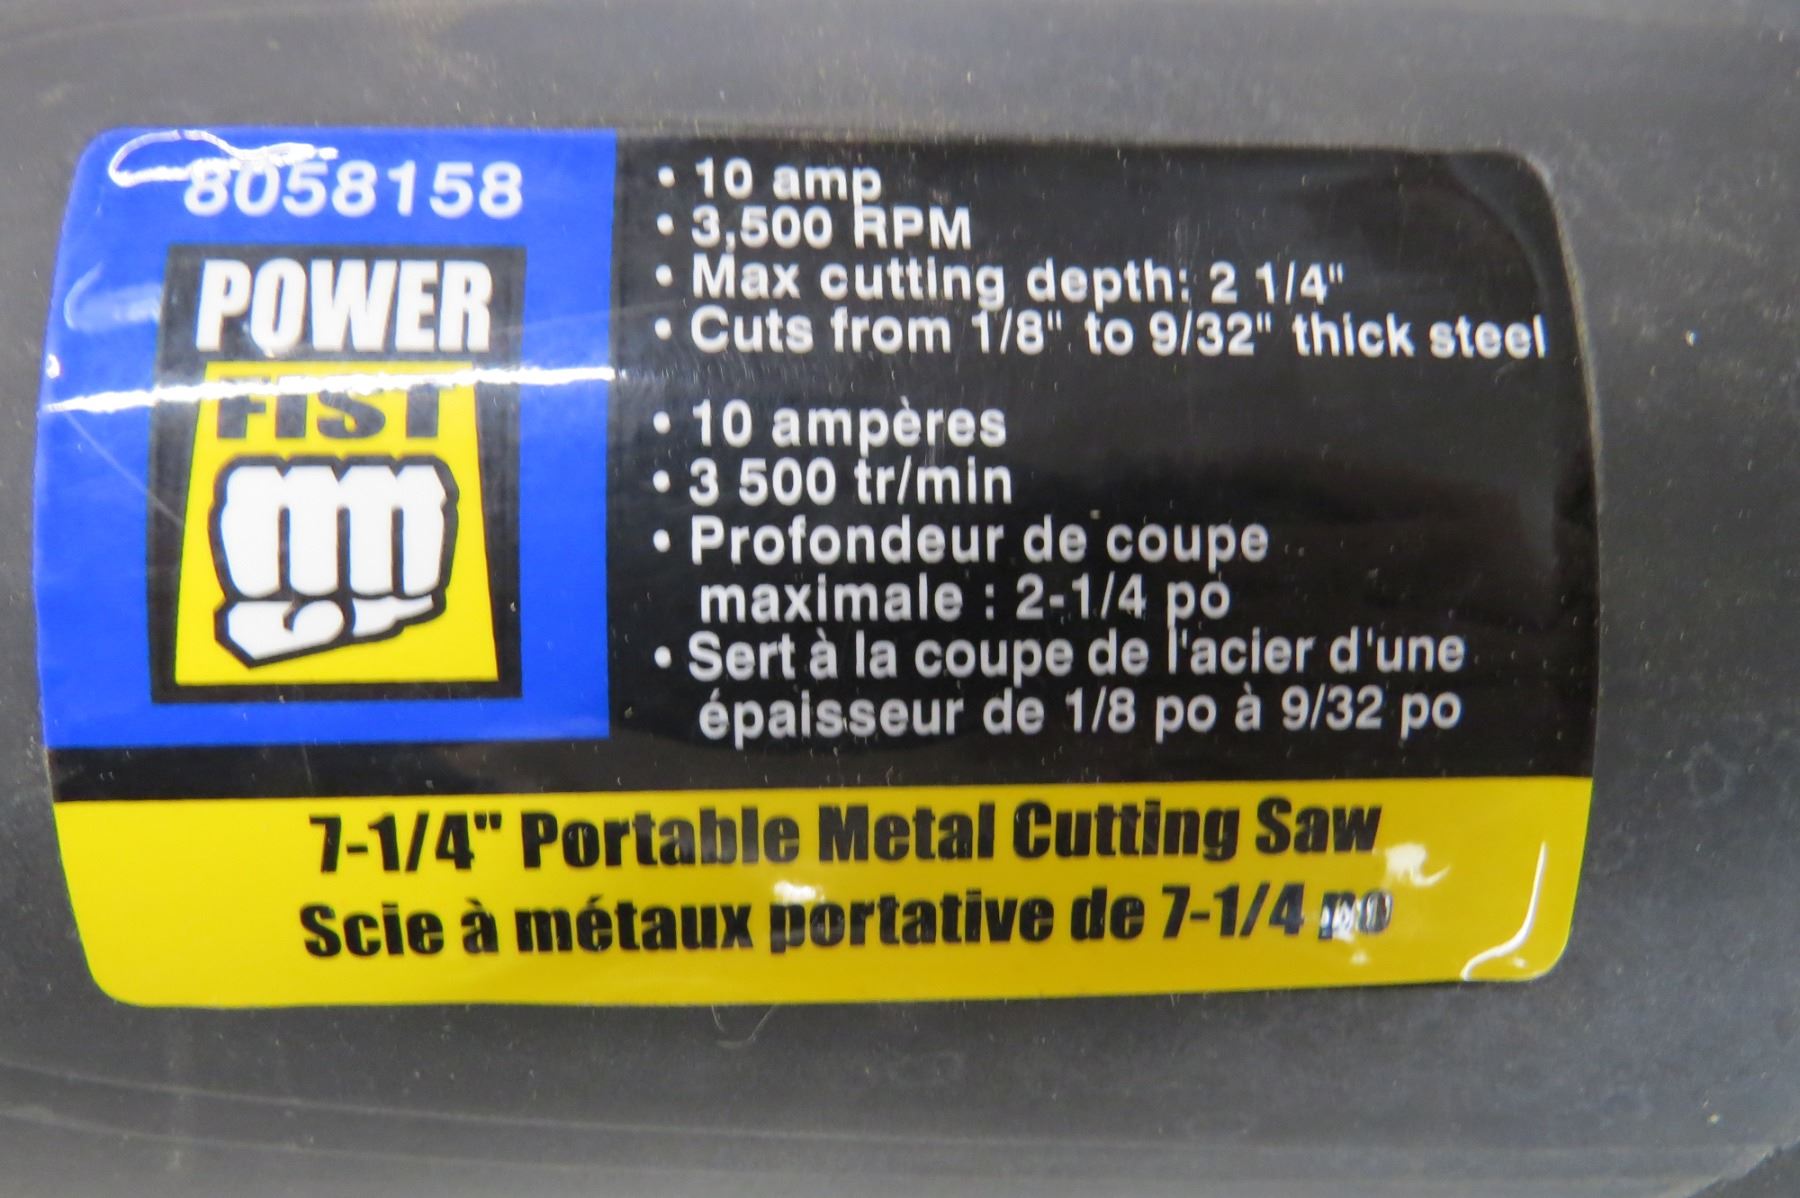 8058158
POWER
FIST
• 10 amp
• 3,500 RPM
• Max cutting depth: 2 1/4"
• Cuts from 1/8" to 9/32" thick steel
• 10 ampères
• 3 500 tr/min
• Profondeur de coupe
maximale : 2-1/4 po
• Sert à la coupe de l'acier d'une
épaisseur de 1/8 po à 9/32 po
7-1/4" Portable Metal Cutting Saw
Scie à métaux portative de 7-1/4 po